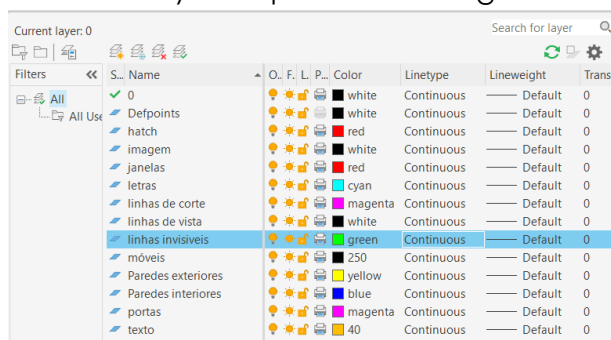 Current layer: 0
Search for layer
Filters
S... Name O.. F. L. P... Color Linetype Lineweight Trans
All
All Use
0 white Continuous Default 0
Defpoints white Continuous Default 0
hatch red Continuous Default 0
imagem white Continuous Default 0
janelas red Continuous Default 0
letras cyan Continuous Default 0
linhas de corte magenta Continuous Default 0
linhas de vista white Continuous Default 0
linhas invisiveis green Continuous Default 0
móveis 250 Continuous Default 0
Paredes exteriores yellow Continuous Default 0
Paredes interiores blue Continuous Default 0
portas magenta Continuous Default 0
texto 40 Continuous Default 0